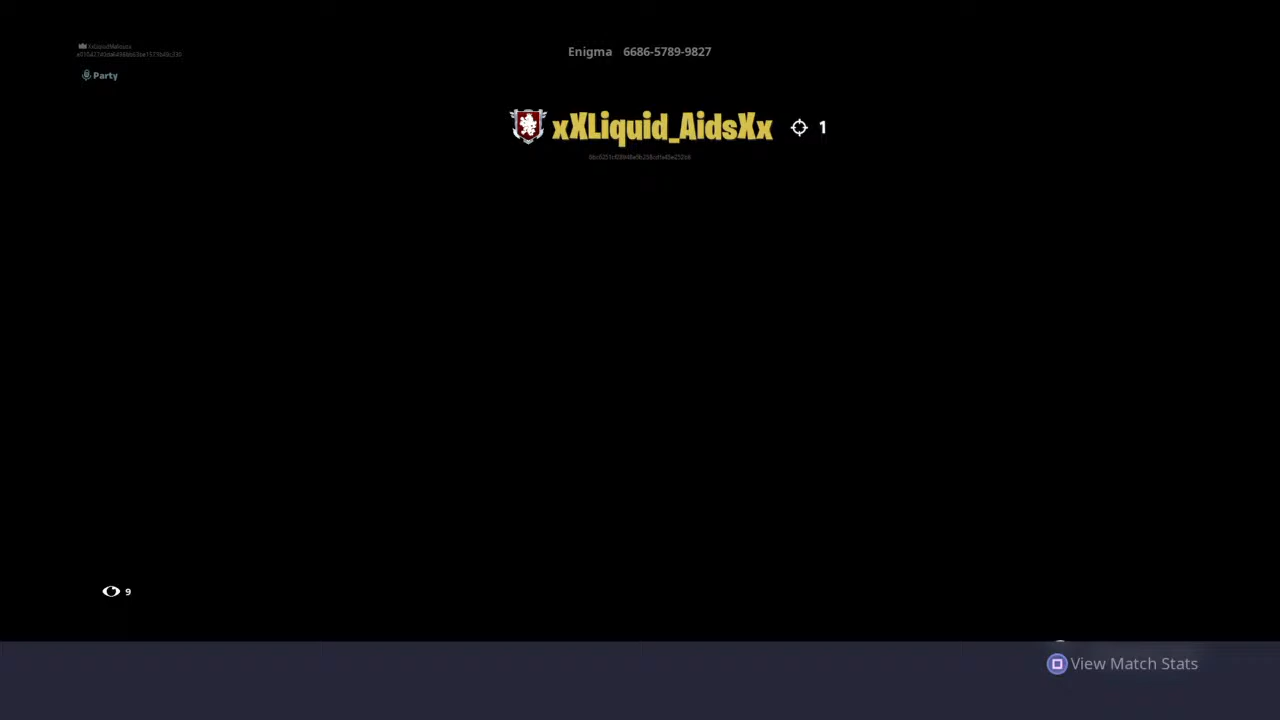 Enigma 6686-5789-9827
Party
xXLiquid_AidsXx 1
9
View Match Stats